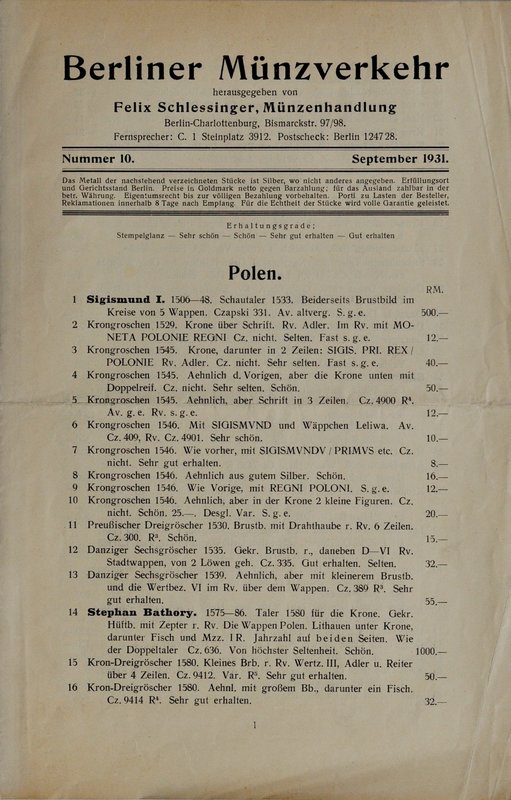 Berliner Münzverkehr
herausgegeben von
Felix Schlessinger, Münzenhandlung
Berlin-Charlottenburg, Bismarckstr. 97/98.
Fernsprecher: C. 1 Steinplatz 3912. Postscheck: Berlin 124728.
Nummer 10. September 1931.
Das Metall der nachstehend verzeichneten Stücke ist Silber, wo nicht anderes angegeben. Erfüllungsort
und Gerichtsstand Berlin. Preise in Goldmark netto gegen Barzahlung; für das Ausland zahlbar in der
betr. Währung. Eigentumsrecht bis zur völligen Bezahlung vorbehalten. Porti zu Lasten der Besteller,
Reklamationen innerhalb 8 Tage nach Empfang. Für die Echtheit der Stücke wird volle Garantie geleistet.
Erhaltungsgrade:
Stempelglanz — Sehr schön — Schön — Sehr gut erhalten — Gut erhalten
Polen.
RM.
1 Sigismund I. 1506—48. Schautaler 1533. Beiderseits Brustbild im
Kreise von 5 Wappen. Czapski 331. Av. altverg. S. g. e. 500.—
2 Krongroschen 1529. Krone über Schrift. Rv. Adler. Im Rv. mit MO-
NETA POLONIE REGNI Cz. nicht. Selten. Fast s. g. e. 12.—
3 Krongroschen 1545. Krone, darunter in 2 Zeilen: SIGIS. PRI. REX /
POLONIE Rv. Adler. Cz. nicht. Sehr selten. Fast s. g. e. 40.—
4 Krongroschen 1545. Aehnlich d. Vorigen, aber die Krone unten mit
Doppelreif. Cz. nicht. Sehr selten. Schön. 50.—
5 Krongroschen 1545. Aehnlich, aber Schrift in 3 Zeilen. Cz. 4900 R⁴.
Av. g. e. Rv. s. g. e. 12.—
6 Krongroschen 1546. Mit SIGISMVND und Wäppchen Leliwa. Av.
Cz. 409, Rv. Cz. 4901. Sehr schön. 10.—
7 Krongroschen 1546. Wie vorher, mit SIGISMVNDV / PRIMVS etc. Cz.
nicht. Sehr gut erhalten. 8.—
8 Krongroschen 1546. Aehnlich aus gutem Silber. Schön. 16.—
9 Krongroschen 1546. Wie Vorige, mit REGNI POLONI. S. g. e. 12.—
10 Krongroschen 1546. Aehnlich, aber in der Krone 2 kleine Figuren. Cz.
nicht. Schön. 25.—. Desgl. Var. S. g. e. 20.—
11 Preußischer Dreigröscher 1530. Brustb. mit Drahthaube r. Rv. 6 Zeilen.
Cz. 300. R³. Schön. 15.—
12 Danziger Sechsgröscher 1535. Gekr. Brustb. r., daneben D—VI Rv.
Stadtwappen, von 2 Löwen geh. Cz. 335. Gut erhalten. Selten. 32.—
13 Danziger Sechsgröscher 1539. Aehnlich, aber mit kleinerem Brustb.
und die Wertbez. VI im Rv. über dem Wappen. Cz. 389 R³. Sehr
gut erhalten. 55.—
14 Stephan Bathory. 1575—86. Taler 1580 für die Krone. Gekr.
Hüftb. mit Zepter r. Rv. Die Wappen Polen. Lithauen unter Krone,
darunter Fisch und Mzz. I R. Jahrzahl auf beiden Seiten. Wie
der Doppeltaler Cz. 636. Von höchster Seltenheit. Schön. 1000.—
15 Kron-Dreigröscher 1580. Kleines Brb. r. Rv. Wertz. III, Adler u. Reiter
über 4 Zeilen. Cz. 9412. Var. R⁵. Sehr gut erhalten. 50.—
16 Kron-Dreigröscher 1580. Aehnl. mit großem Bb., darunter ein Fisch.
Cz. 9414 R⁴. Sehr gut erhalten. 32.—
1